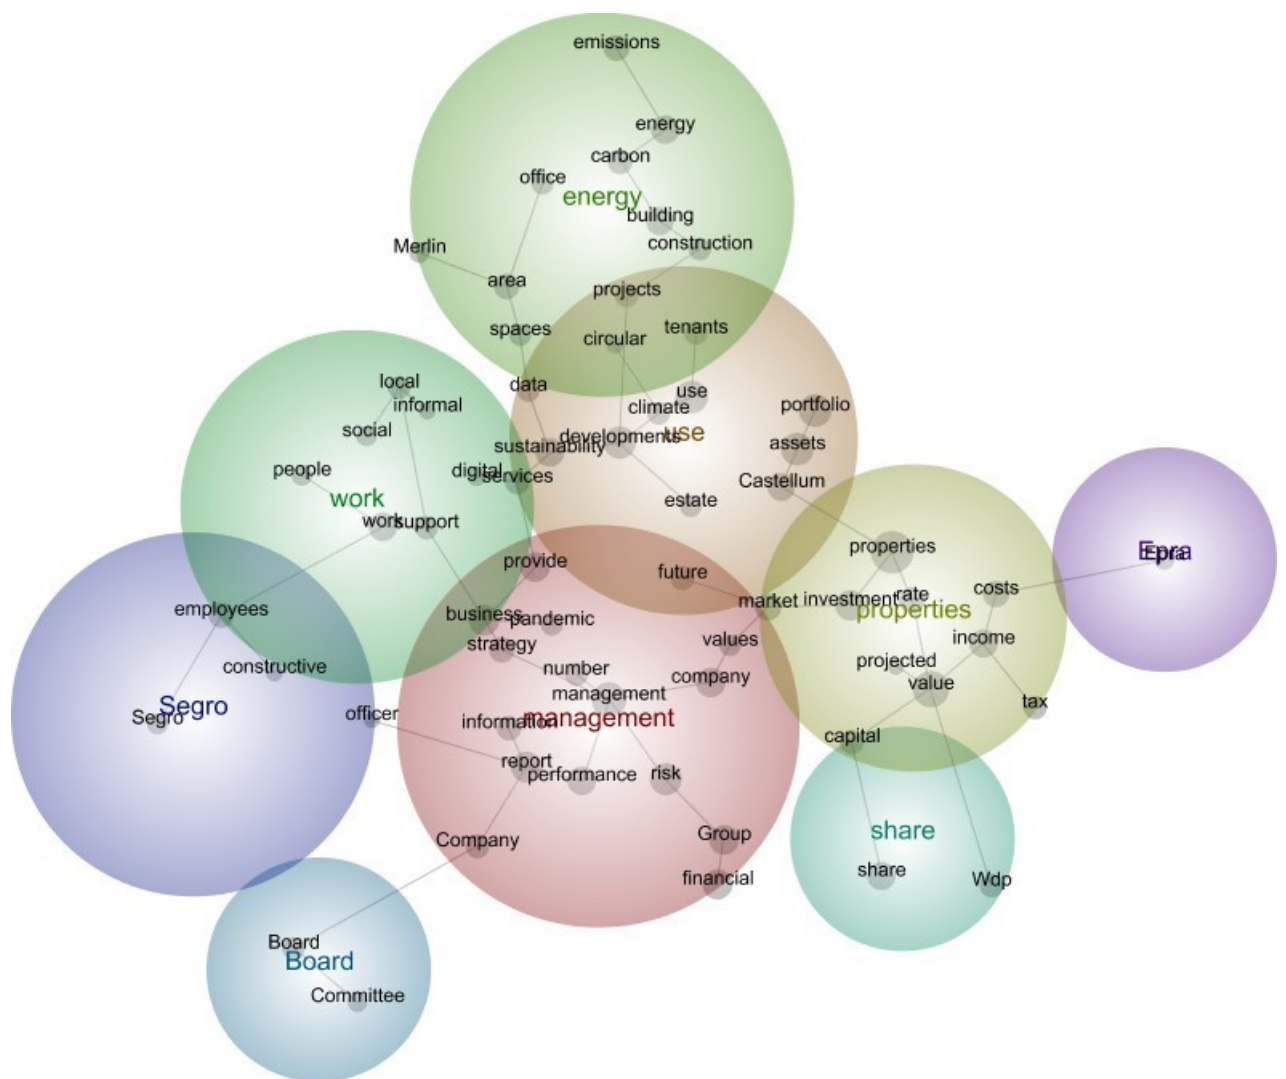 emissions
energy
carbon
office
energy
building
construction
Merlin
area
projects
spaces
circular
tenants
data
local
informal
use
climate
portfolio
social
developments
use
sustainability
assets
people
digital
services
Castellum
work
estate
work
support
properties
Epra
Epra
provide
future
costs
employees
business
pandemic
market
investment
rate
properties
strategy
values
income
constructive
number
management
company
projected
value
Segro
Segro
officer
information
management
tax
capital
report
performance
risk
Company
Group
share
financial
share
Wdp
Board
Board
Committee